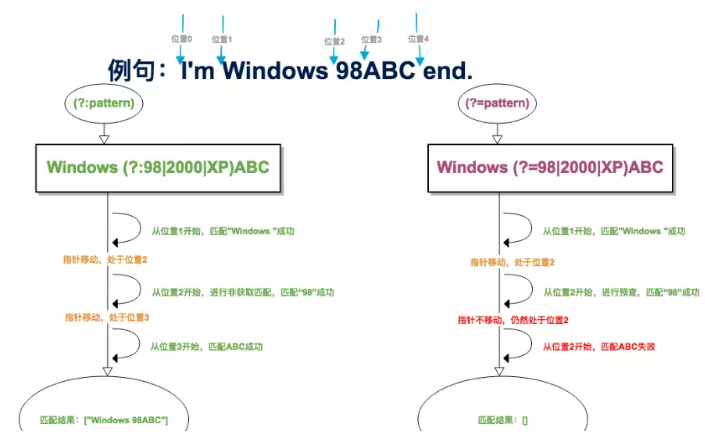 位置0 位置1 位置2 位置3 位置4
例句：I'm Windows 98ABC end.
(?:pattern)
(?=pattern)
Windows (?:98|2000|XP)ABC
Windows (?=98|2000|XP)ABC
从位置1开始，匹配"Windows "成功
从位置1开始，匹配"Windows "成功
指针移动，处于位置2
指针移动，处于位置2
从位置2开始，进行非获取匹配，匹配“98”成功
从位置2开始，进行预查，匹配“98”成功
指针移动，处于位置3
指针不移动，仍然处于位置2
从位置3开始，匹配ABC成功
从位置2开始，匹配ABC失败
匹配结果：["Windows 98ABC"]
匹配结果：[]